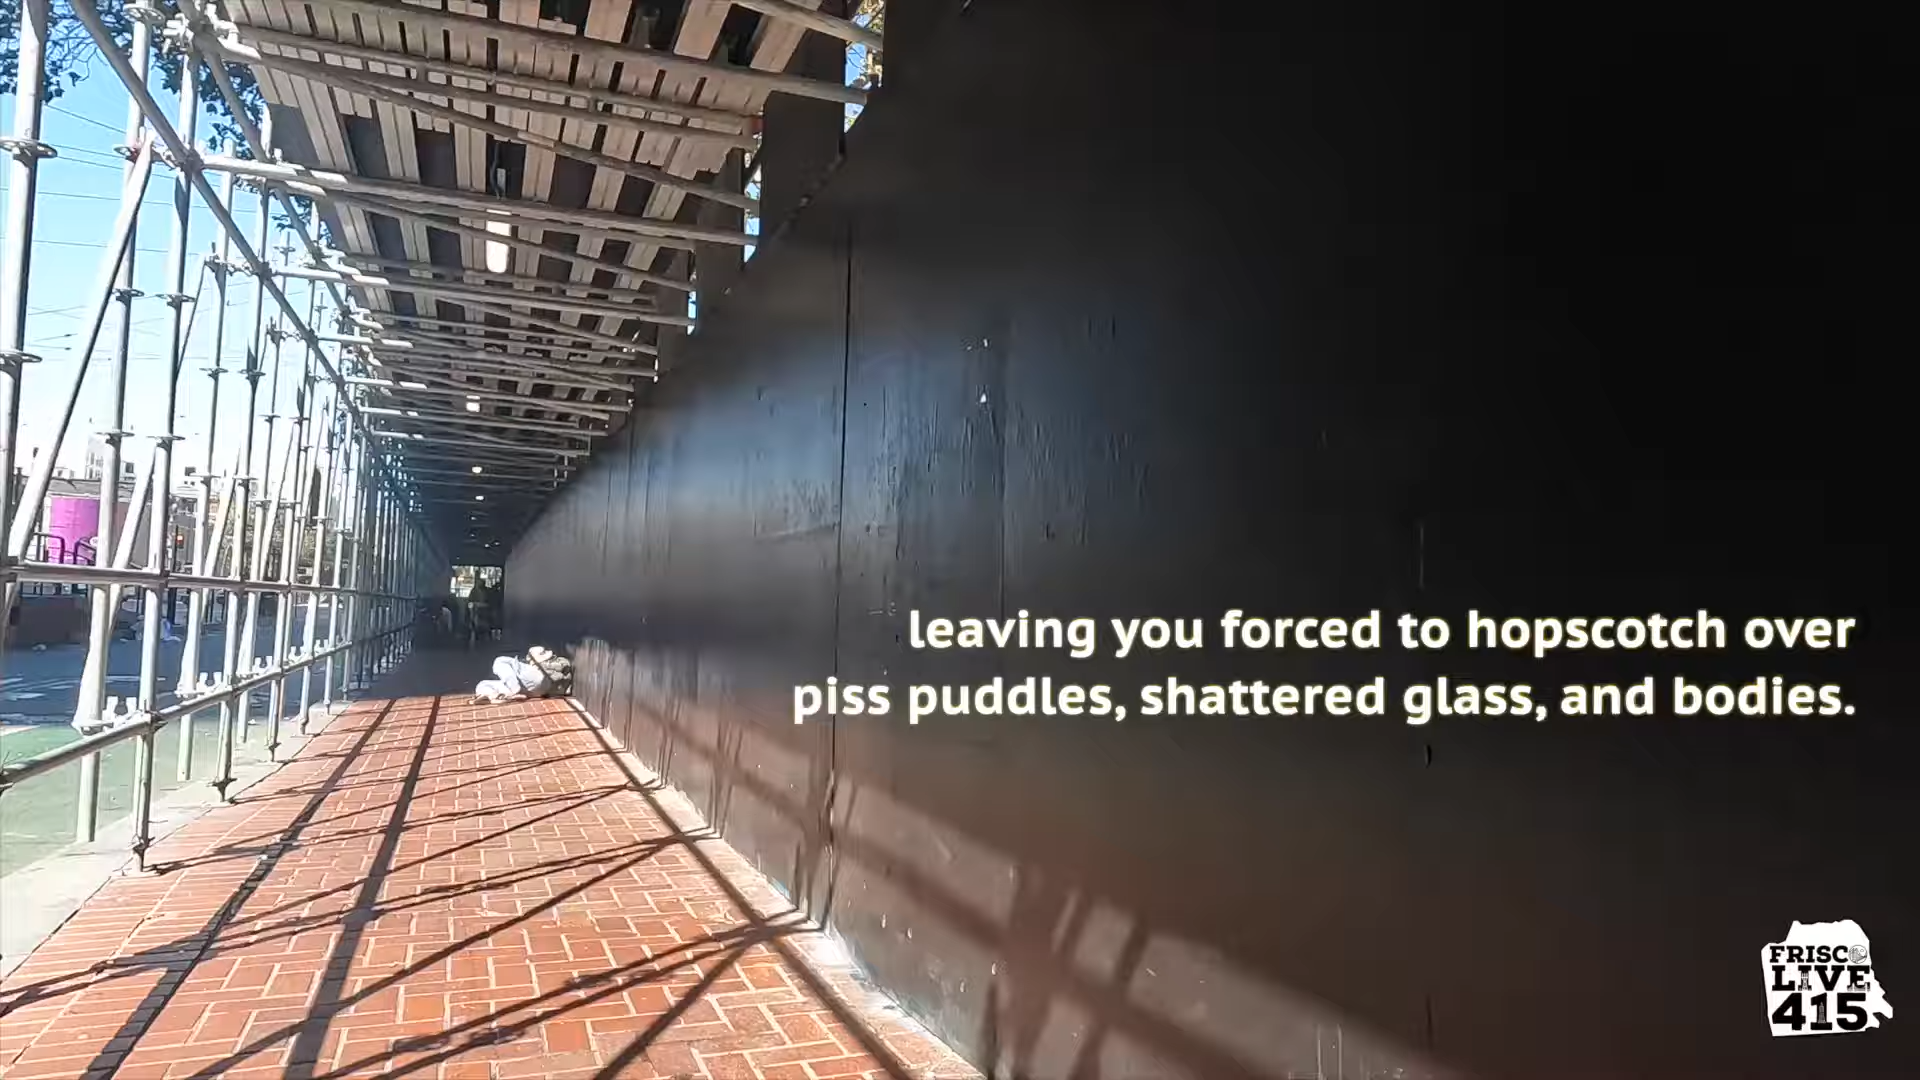 leaving you forced to hopscotch over
piss puddles, shattered glass, and bodies.
FRISCO
LIVE
415